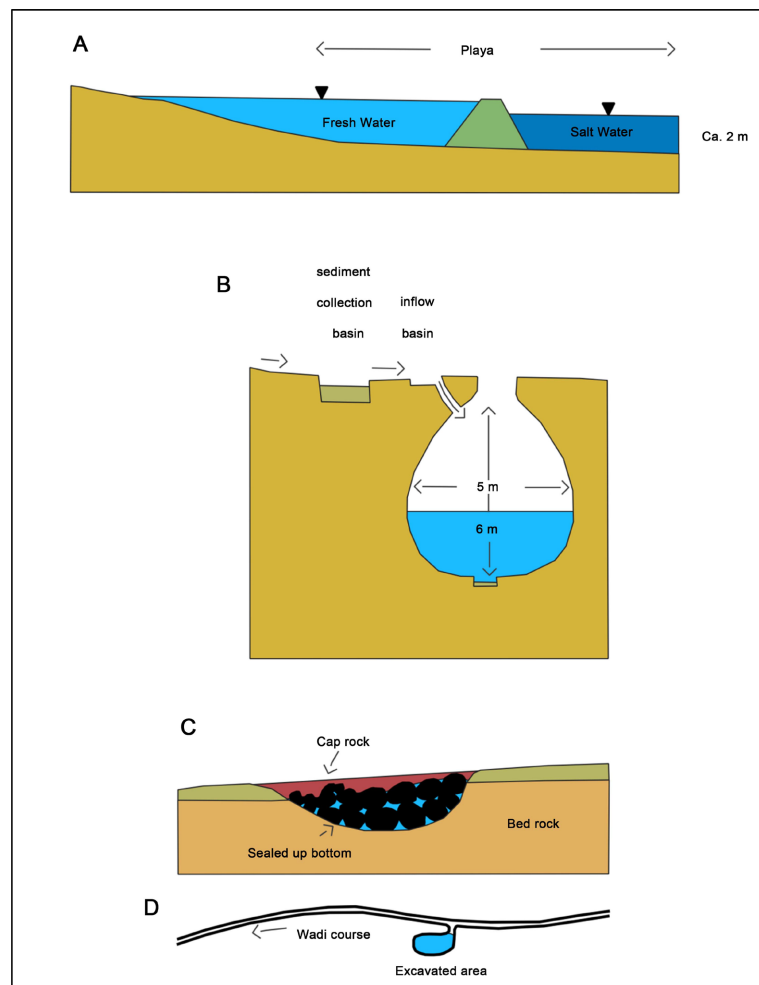 A
Playa
Fresh Water
Salt Water
Ca. 2 m
B
sediment
collection
basin
inflow
basin
5 m
6 m
C
Cap rock
Bed rock
Sealed up bottom
D
Wadi course
Excavated area